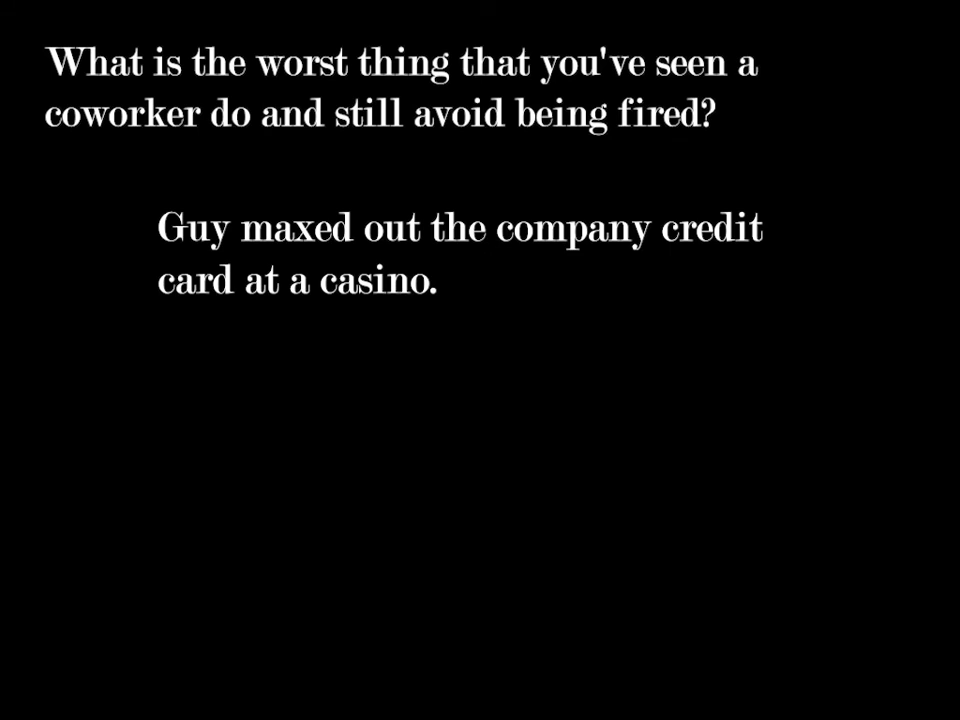 What is the worst thing that you've seen a
coworker do and still avoid being fired?
Guy maxed out the company credit
card at a casino.